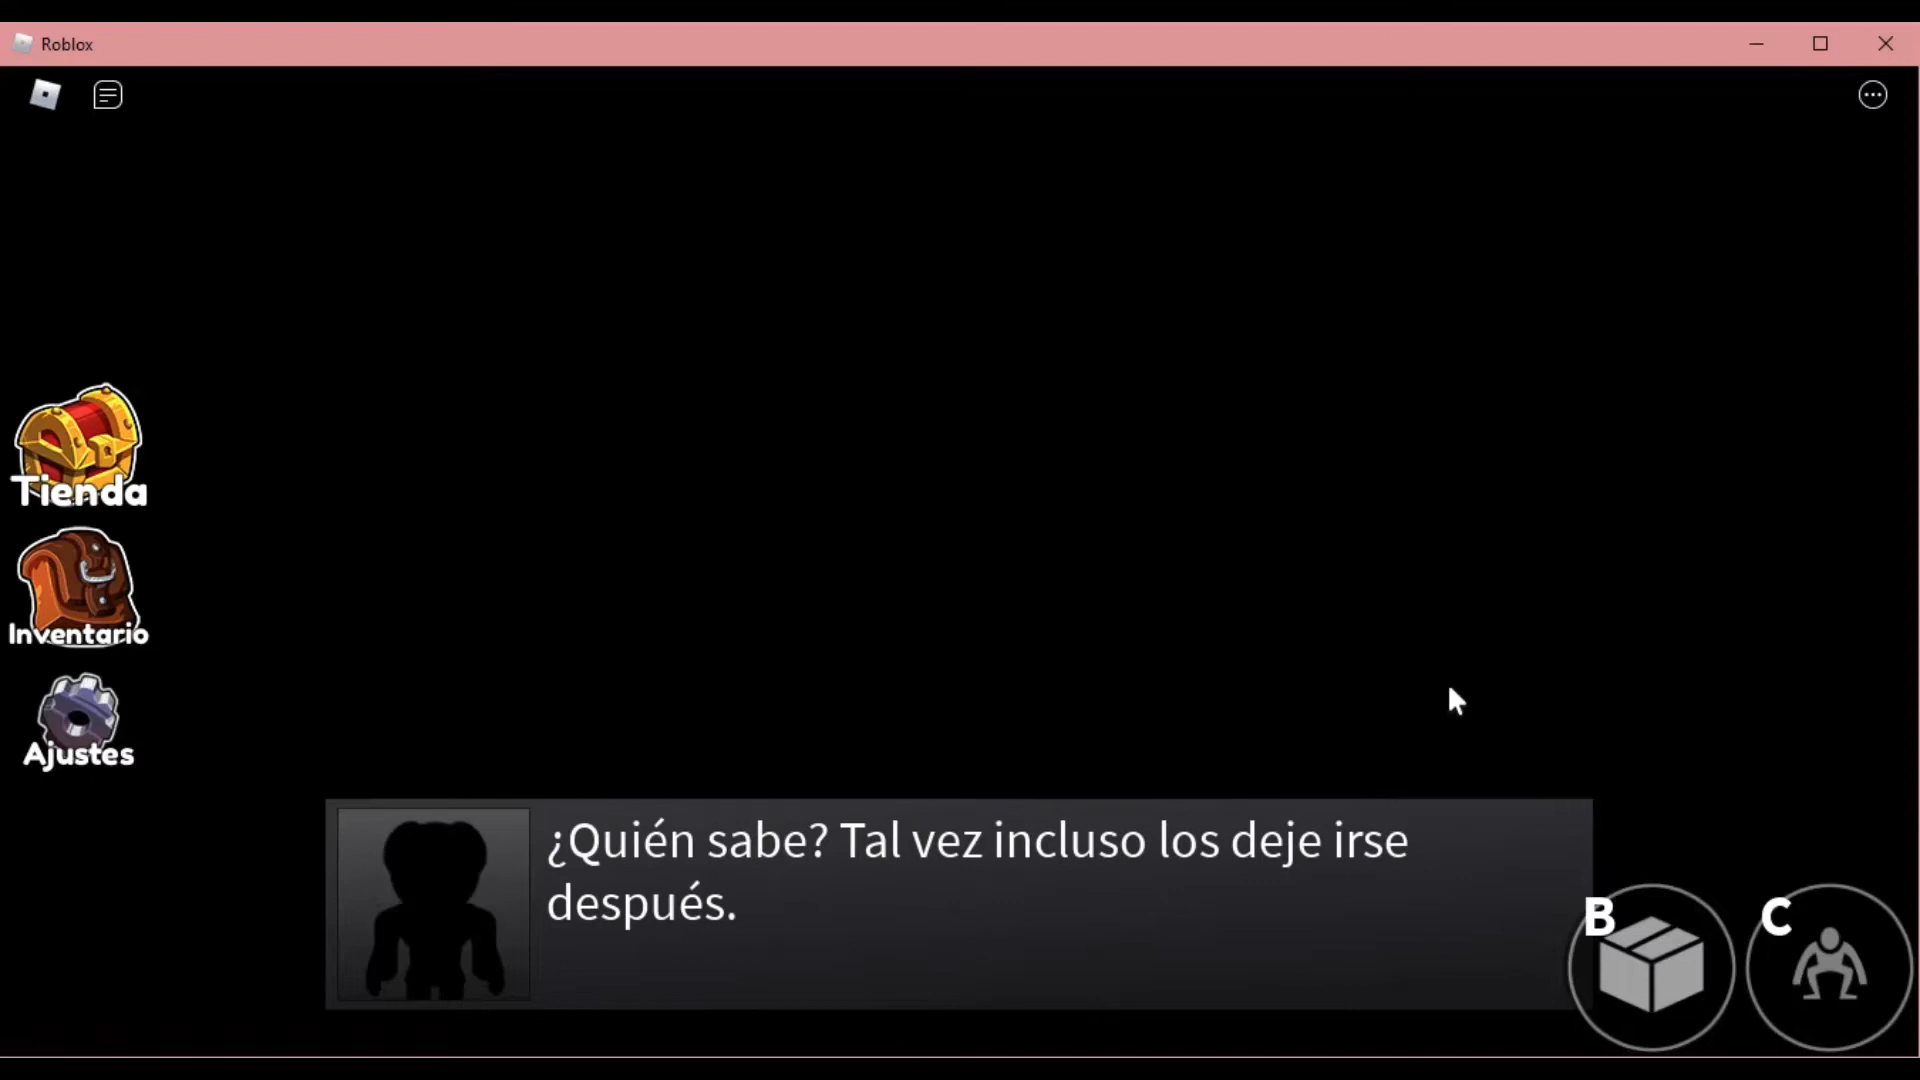 Roblox
Tienda
Inventario
Ajustes
¿Quién sabe? Tal vez incluso los deje irse
después.
B
C